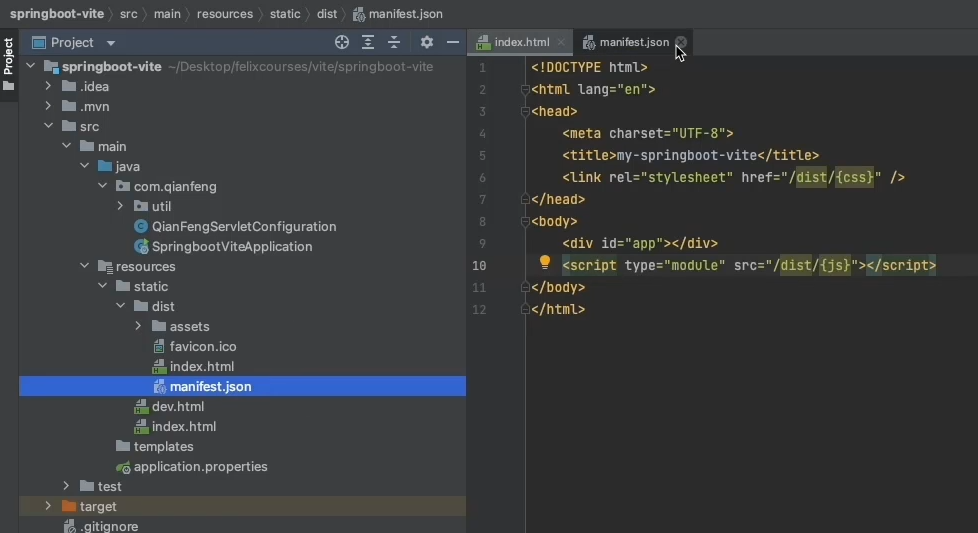 springboot-vite src main resources static dist manifest.json
Project
Project
index.html manifest.json
springboot-vite ~/Desktop/felixcourses/vite/springboot-vite
.idea
.mvn
src
main
java
com.qianfeng
util
QianFengServletConfiguration
SpringbootViteApplication
resources
static
dist
assets
favicon.ico
index.html
manifest.json
dev.html
index.html
templates
application.properties
test
target
.gitignore
1 <!DOCTYPE html>
2 <html lang="en">
3 <head>
4 <meta charset="UTF-8">
5 <title>my-springboot-vite</title>
6 <link rel="stylesheet" href="/dist/{css}" />
7 </head>
8 <body>
9 <div id="app"></div>
10 <script type="module" src="/dist/{js}"></script>
11 </body>
12 </html>